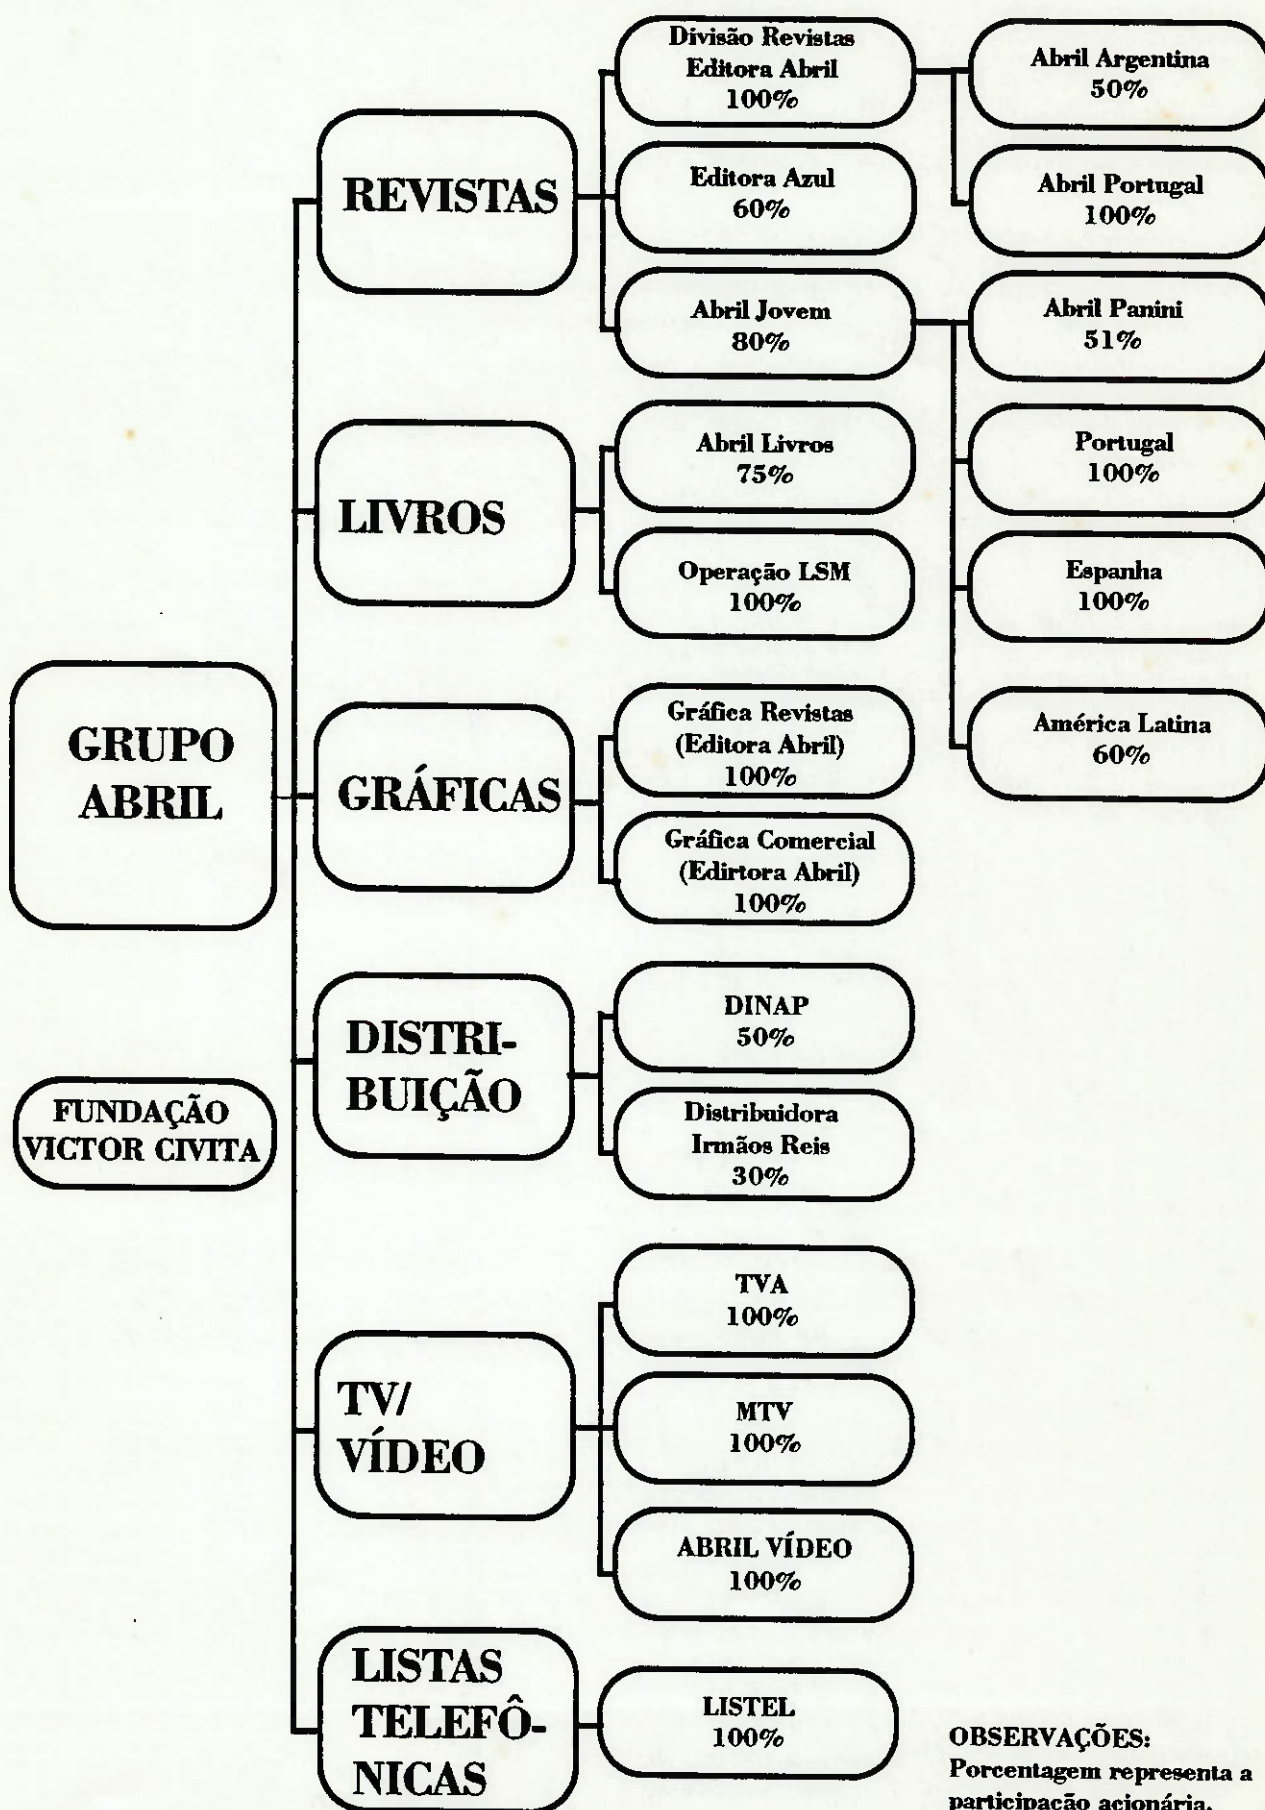 GRUPO
ABRIL
FUNDAÇÃO
VICTOR CIVITA
REVISTAS
Divisão Revistas
Editora Abril
100%
Abril Argentina
50%
Abril Portugal
100%
Editora Azul
60%
Abril Jovem
80%
Abril Panini
51%
Portugal
100%
Espanha
100%
América Latina
60%
LIVROS
Abril Livros
75%
Operação LSM
100%
GRÁFICAS
Gráfica Revistas
(Editora Abril)
100%
Gráfica Comercial
(Edirtora Abril)
100%
DISTRI-
BUIÇÃO
DINAP
50%
Distribuidora
Irmãos Reis
30%
TV/
VÍDEO
TVA
100%
MTV
100%
ABRIL VÍDEO
100%
LISTAS
TELEFÔ-
NICAS
LISTEL
100%
OBSERVAÇÕES:
Porcentagem representa a
participação acionária.